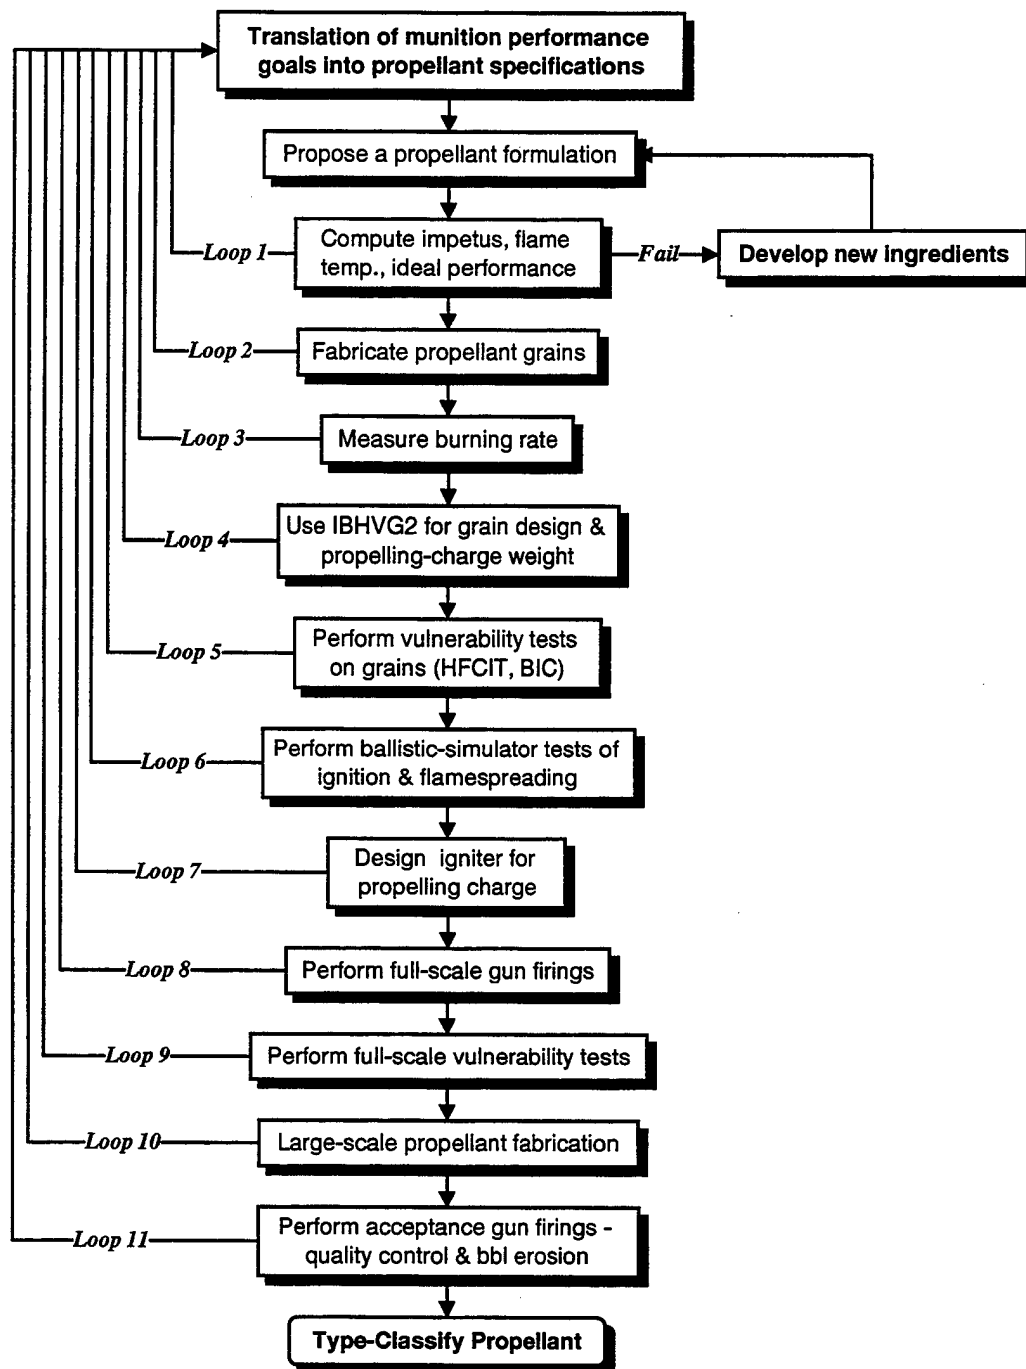 Translation of munition performance
goals into propellant specifications
Propose a propellant formulation
Loop 1
Compute impetus, flame
temp., ideal performance
Fail
Develop new ingredients
Loop 2
Fabricate propellant grains
Loop 3
Measure burning rate
Loop 4
Use IBHVG2 for grain design &
propelling-charge weight
Loop 5
Perform vulnerability tests
on grains (HFCIT, BIC)
Loop 6
Perform ballistic-simulator tests of
ignition & flamespreading
Loop 7
Design igniter for
propelling charge
Loop 8
Perform full-scale gun firings
Loop 9
Perform full-scale vulnerability tests
Loop 10
Large-scale propellant fabrication
Loop 11
Perform acceptance gun firings -
quality control & bbl erosion
Type-Classify Propellant